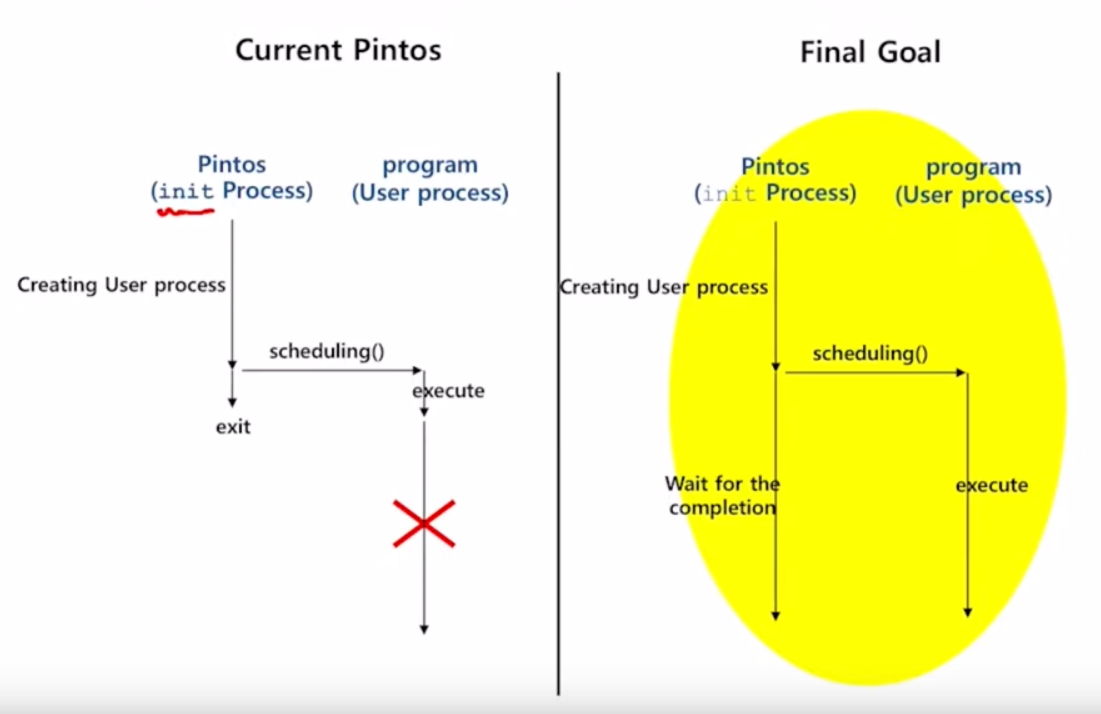 Current Pintos
Pintos
(init Process)
program
(User process)
Creating User process
scheduling()
execute
exit
Final Goal
Pintos
(init Process)
program
(User process)
Creating User process
scheduling()
Wait for the
completion
execute